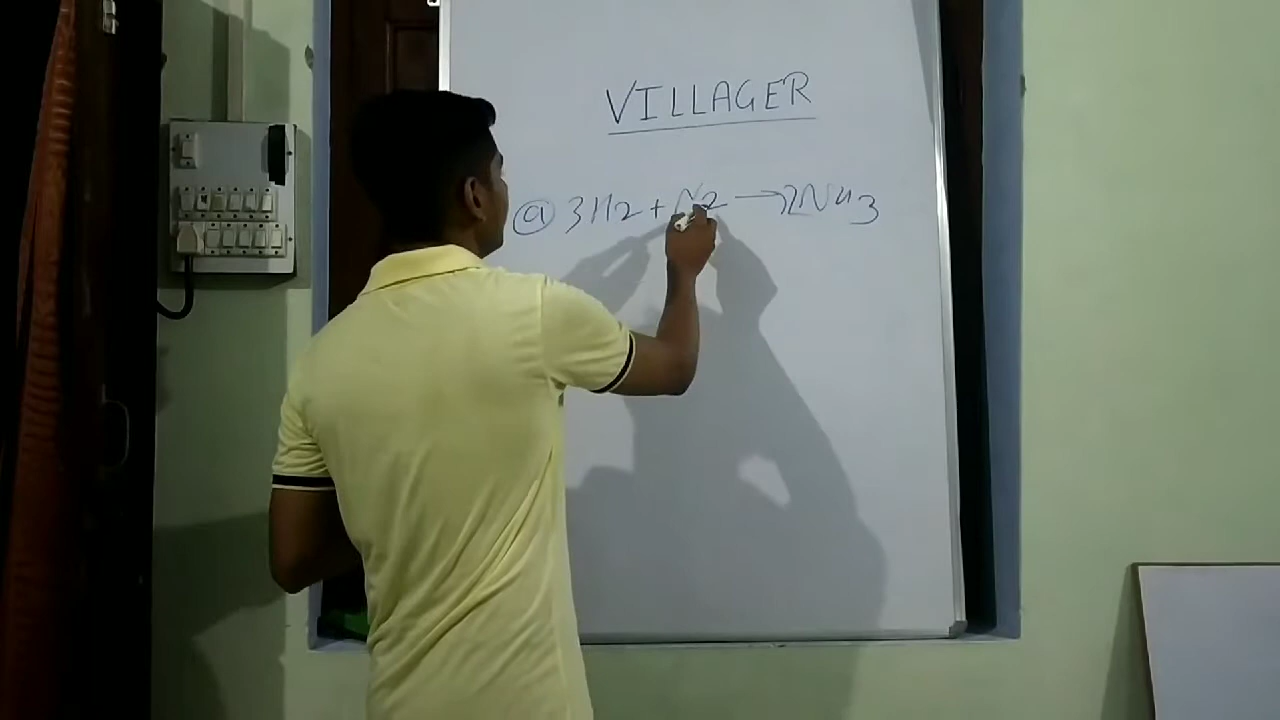 VILLAGER
ⓐ 3H2 + N2 → 2NH3